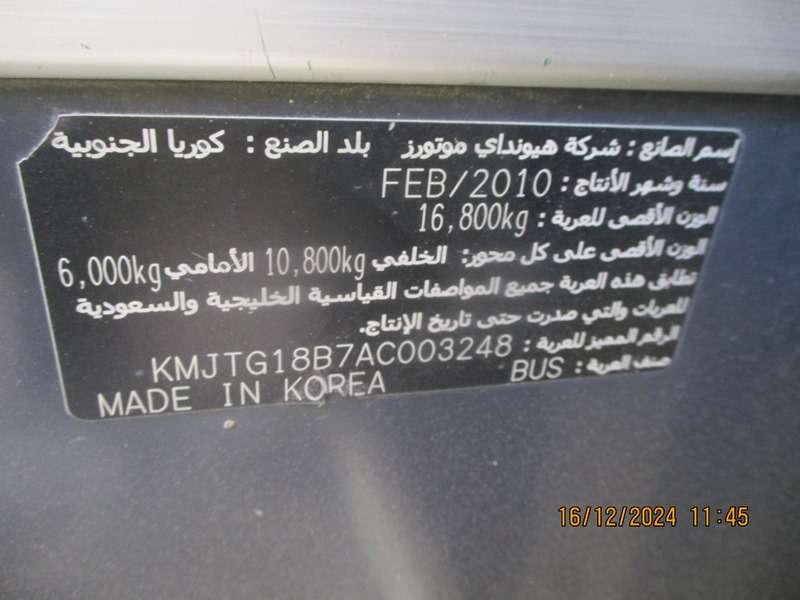 إسم الصانع : شركة هيونداي موتورز بلد الصنع : كوريا الجنوبية
سنة وشهر الأنتاج : FEB/2010
الوزن الأقصى للعربة : 16,800kg
الوزن الأقصى على كل محور: الخلفي 10,800kg الأمامي 6,000kg
تطابق هذه العربة جميع المواصفات القياسية الخليجية والسعودية
للعربات والتي صدرت حتى تاريخ الإنتاج.
الرقم المميز للعربة : KMJTG18B7AC003248
صنف العربة : BUS
MADE IN KOREA
16/12/2024 11:45